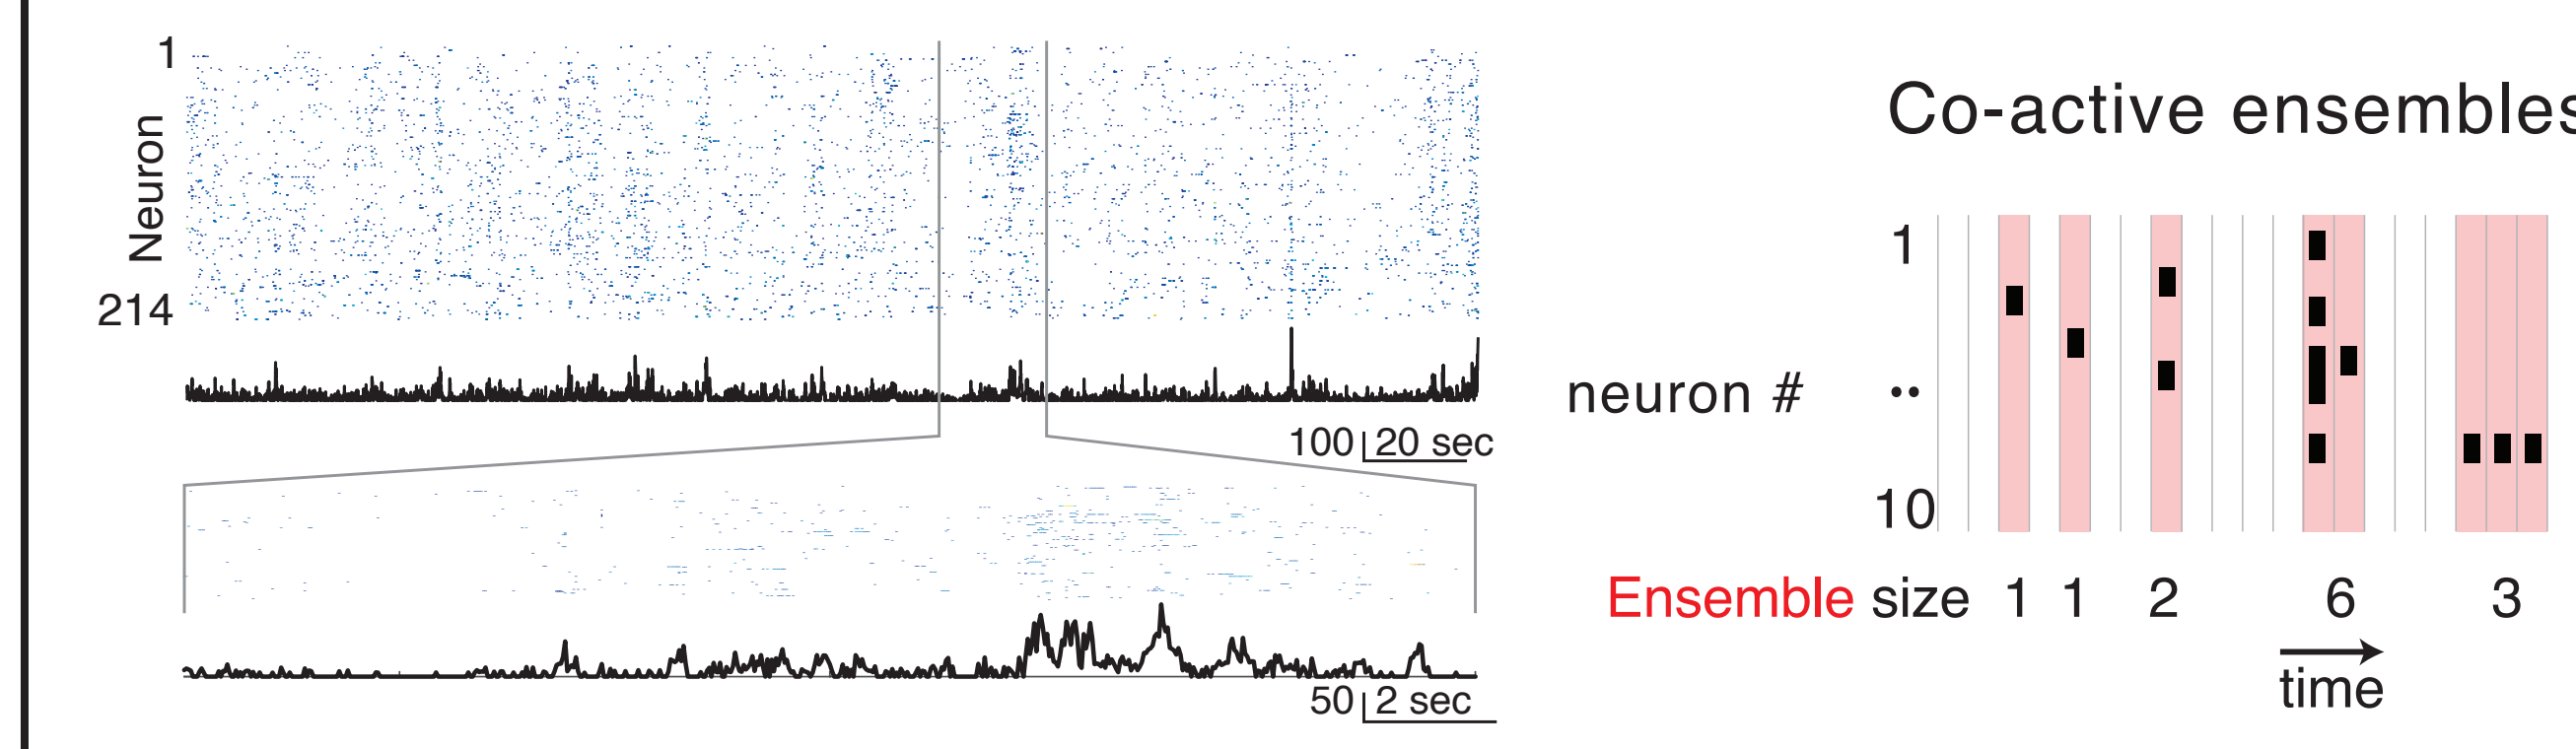 1
Neuron
214
100 20 sec
50 2 sec
Co-active ensembles
1
neuron # ••
10
Ensemble size 1 1 2 6 3
time